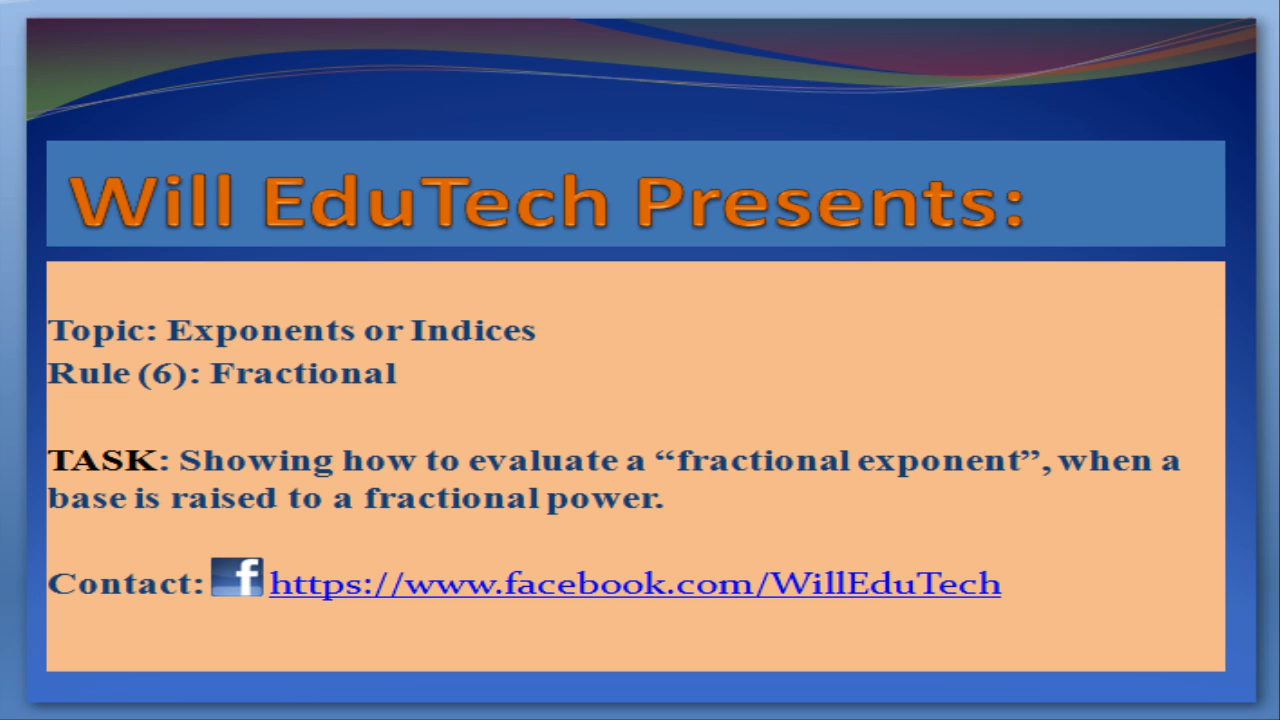 Will EduTech Presents:
Topic: Exponents or Indices
Rule (6): Fractional
TASK: Showing how to evaluate a “fractional exponent”, when a
base is raised to a fractional power.
Contact: f https://www.facebook.com/WillEduTech